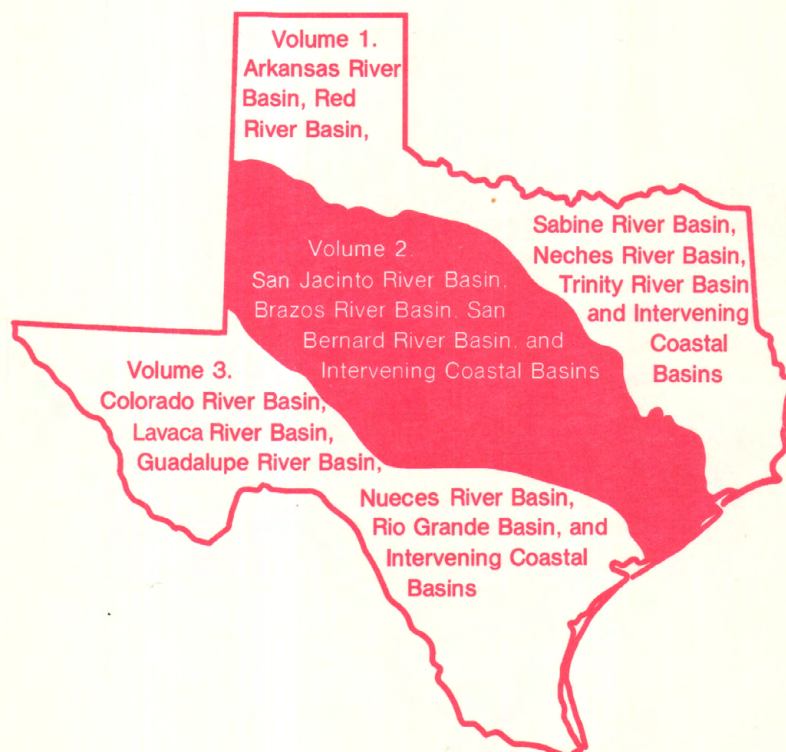 Volume 1.
Arkansas River
Basin, Red
River Basin,
Sabine River Basin,
Neches River Basin,
Trinity River Basin
and Intervening
Coastal
Basins
Volume 2.
San Jacinto River Basin,
Brazos River Basin. San
Bernard River Basin. and
Intervening Coastal Basins
Volume 3.
Colorado River Basin,
Lavaca River Basin,
Guadalupe River Basin,
Nueces River Basin,
Rio Grande Basin, and
Intervening Coastal
Basins